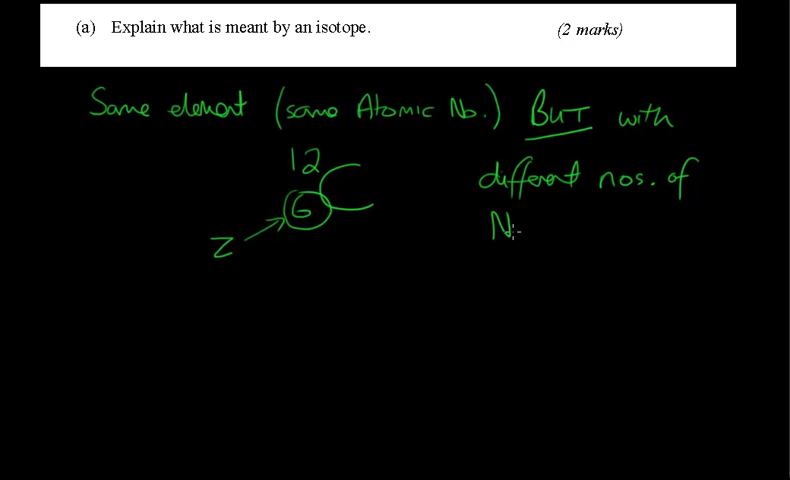 (a) Explain what is meant by an isotope. (2 marks)
Same element (same Atomic No.) BUT with
different nos. of
N
12
6 C
Z